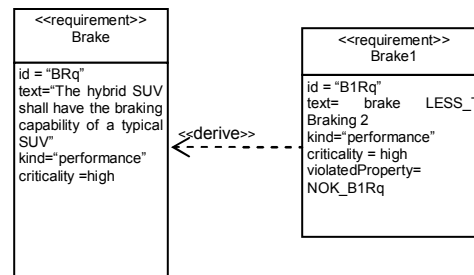 <<requirement>>
Brake
id = “BRq”
text=“The hybrid SUV
shall have the braking
capability of a typical
SUV”
kind=“performance”
criticality =high
<<derive>>
<<requirement>>
Brake1
id = “B1Rq”
text= brake LESS_
Braking 2
kind=“performance”
criticality = high
violatedProperty=
NOK_B1Rq